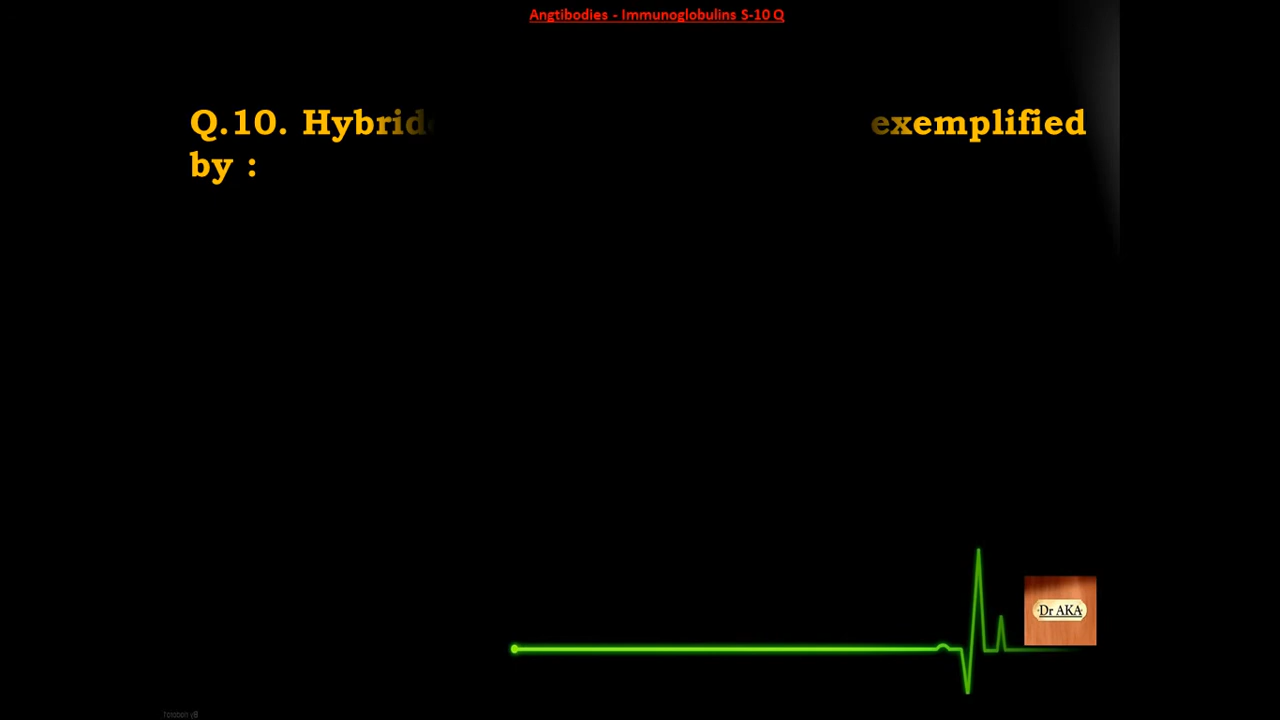 Angtibodies - Immunoglobulins S-10 Q
Q.10. Hybrid exemplified
by :
Dr AKA